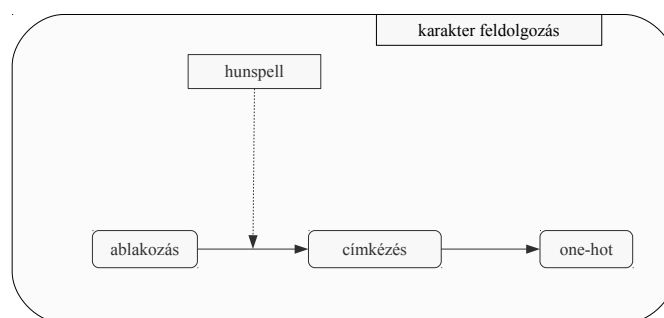 karakter feldolgozás
hunspell
ablakozás
címkézés
one-hot